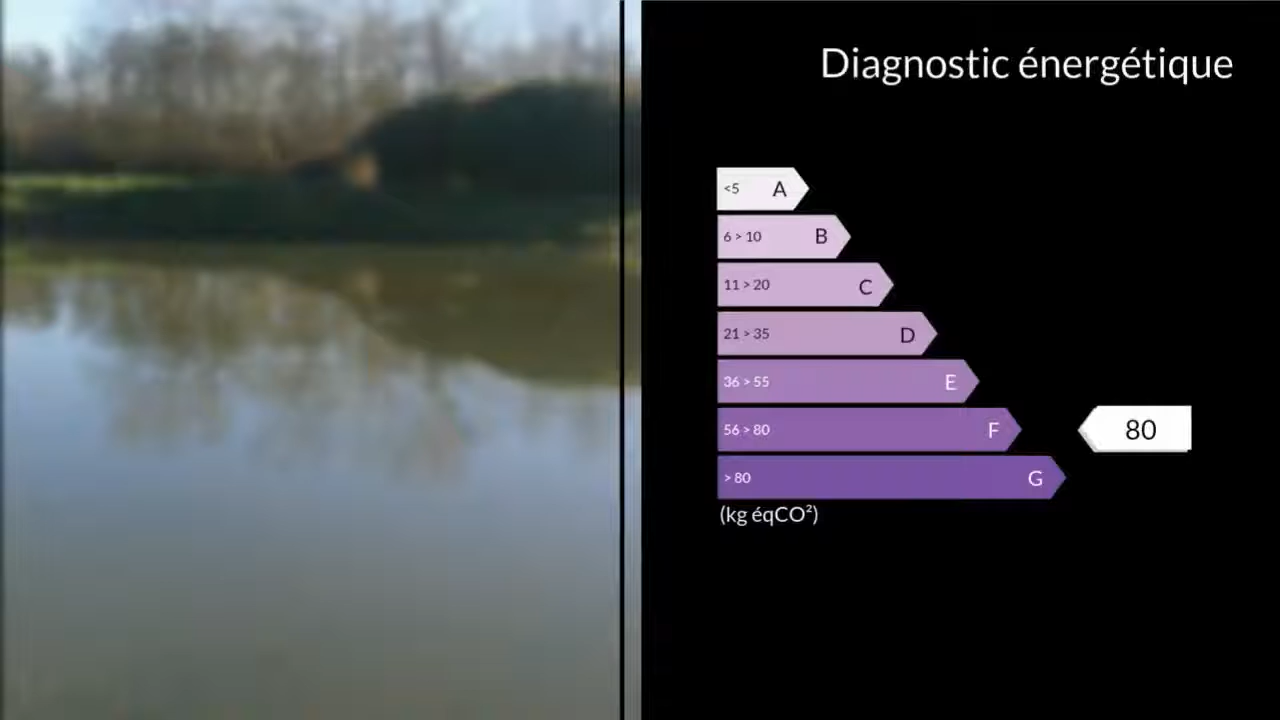 Diagnostic énergétique
<5 A
6 > 10 B
11 > 20 C
21 > 35 D
36 > 55 E
56 > 80 F 80
> 80 G
(kg éqCO²)